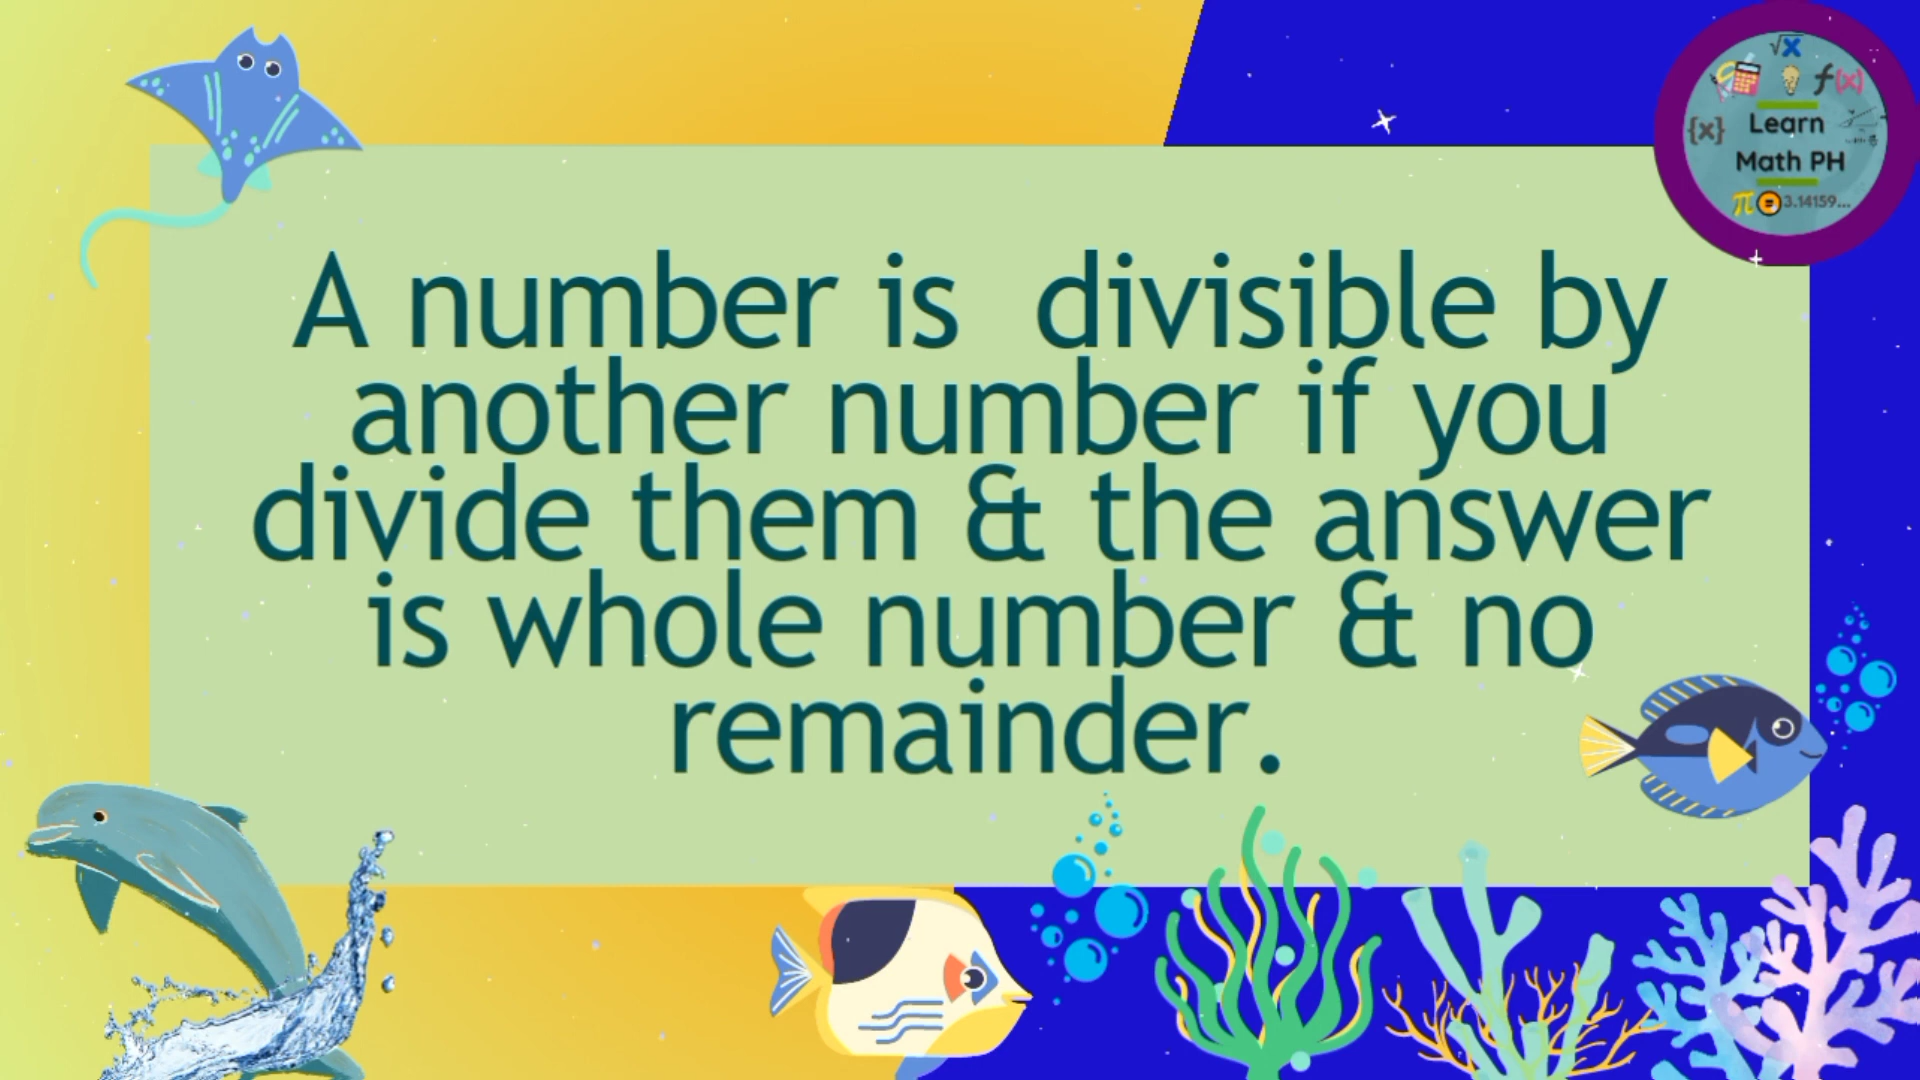 √x
f(x)
{x}
Learn
Math PH
π
3.14159...
A number is  divisible by
another number if you
divide them & the answer
is whole number & no
remainder.